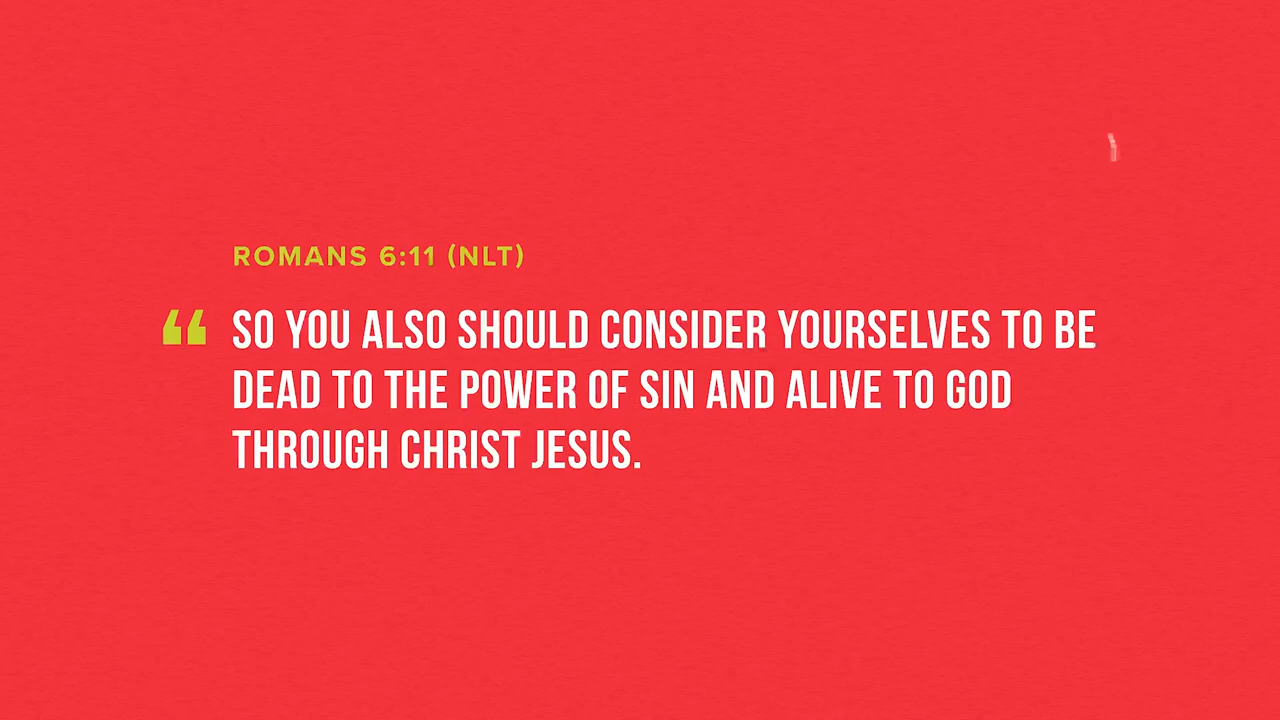 ROMANS 6:11 (NLT)
“ SO YOU ALSO SHOULD CONSIDER YOURSELVES TO BE
DEAD TO THE POWER OF SIN AND ALIVE TO GOD
THROUGH CHRIST JESUS.